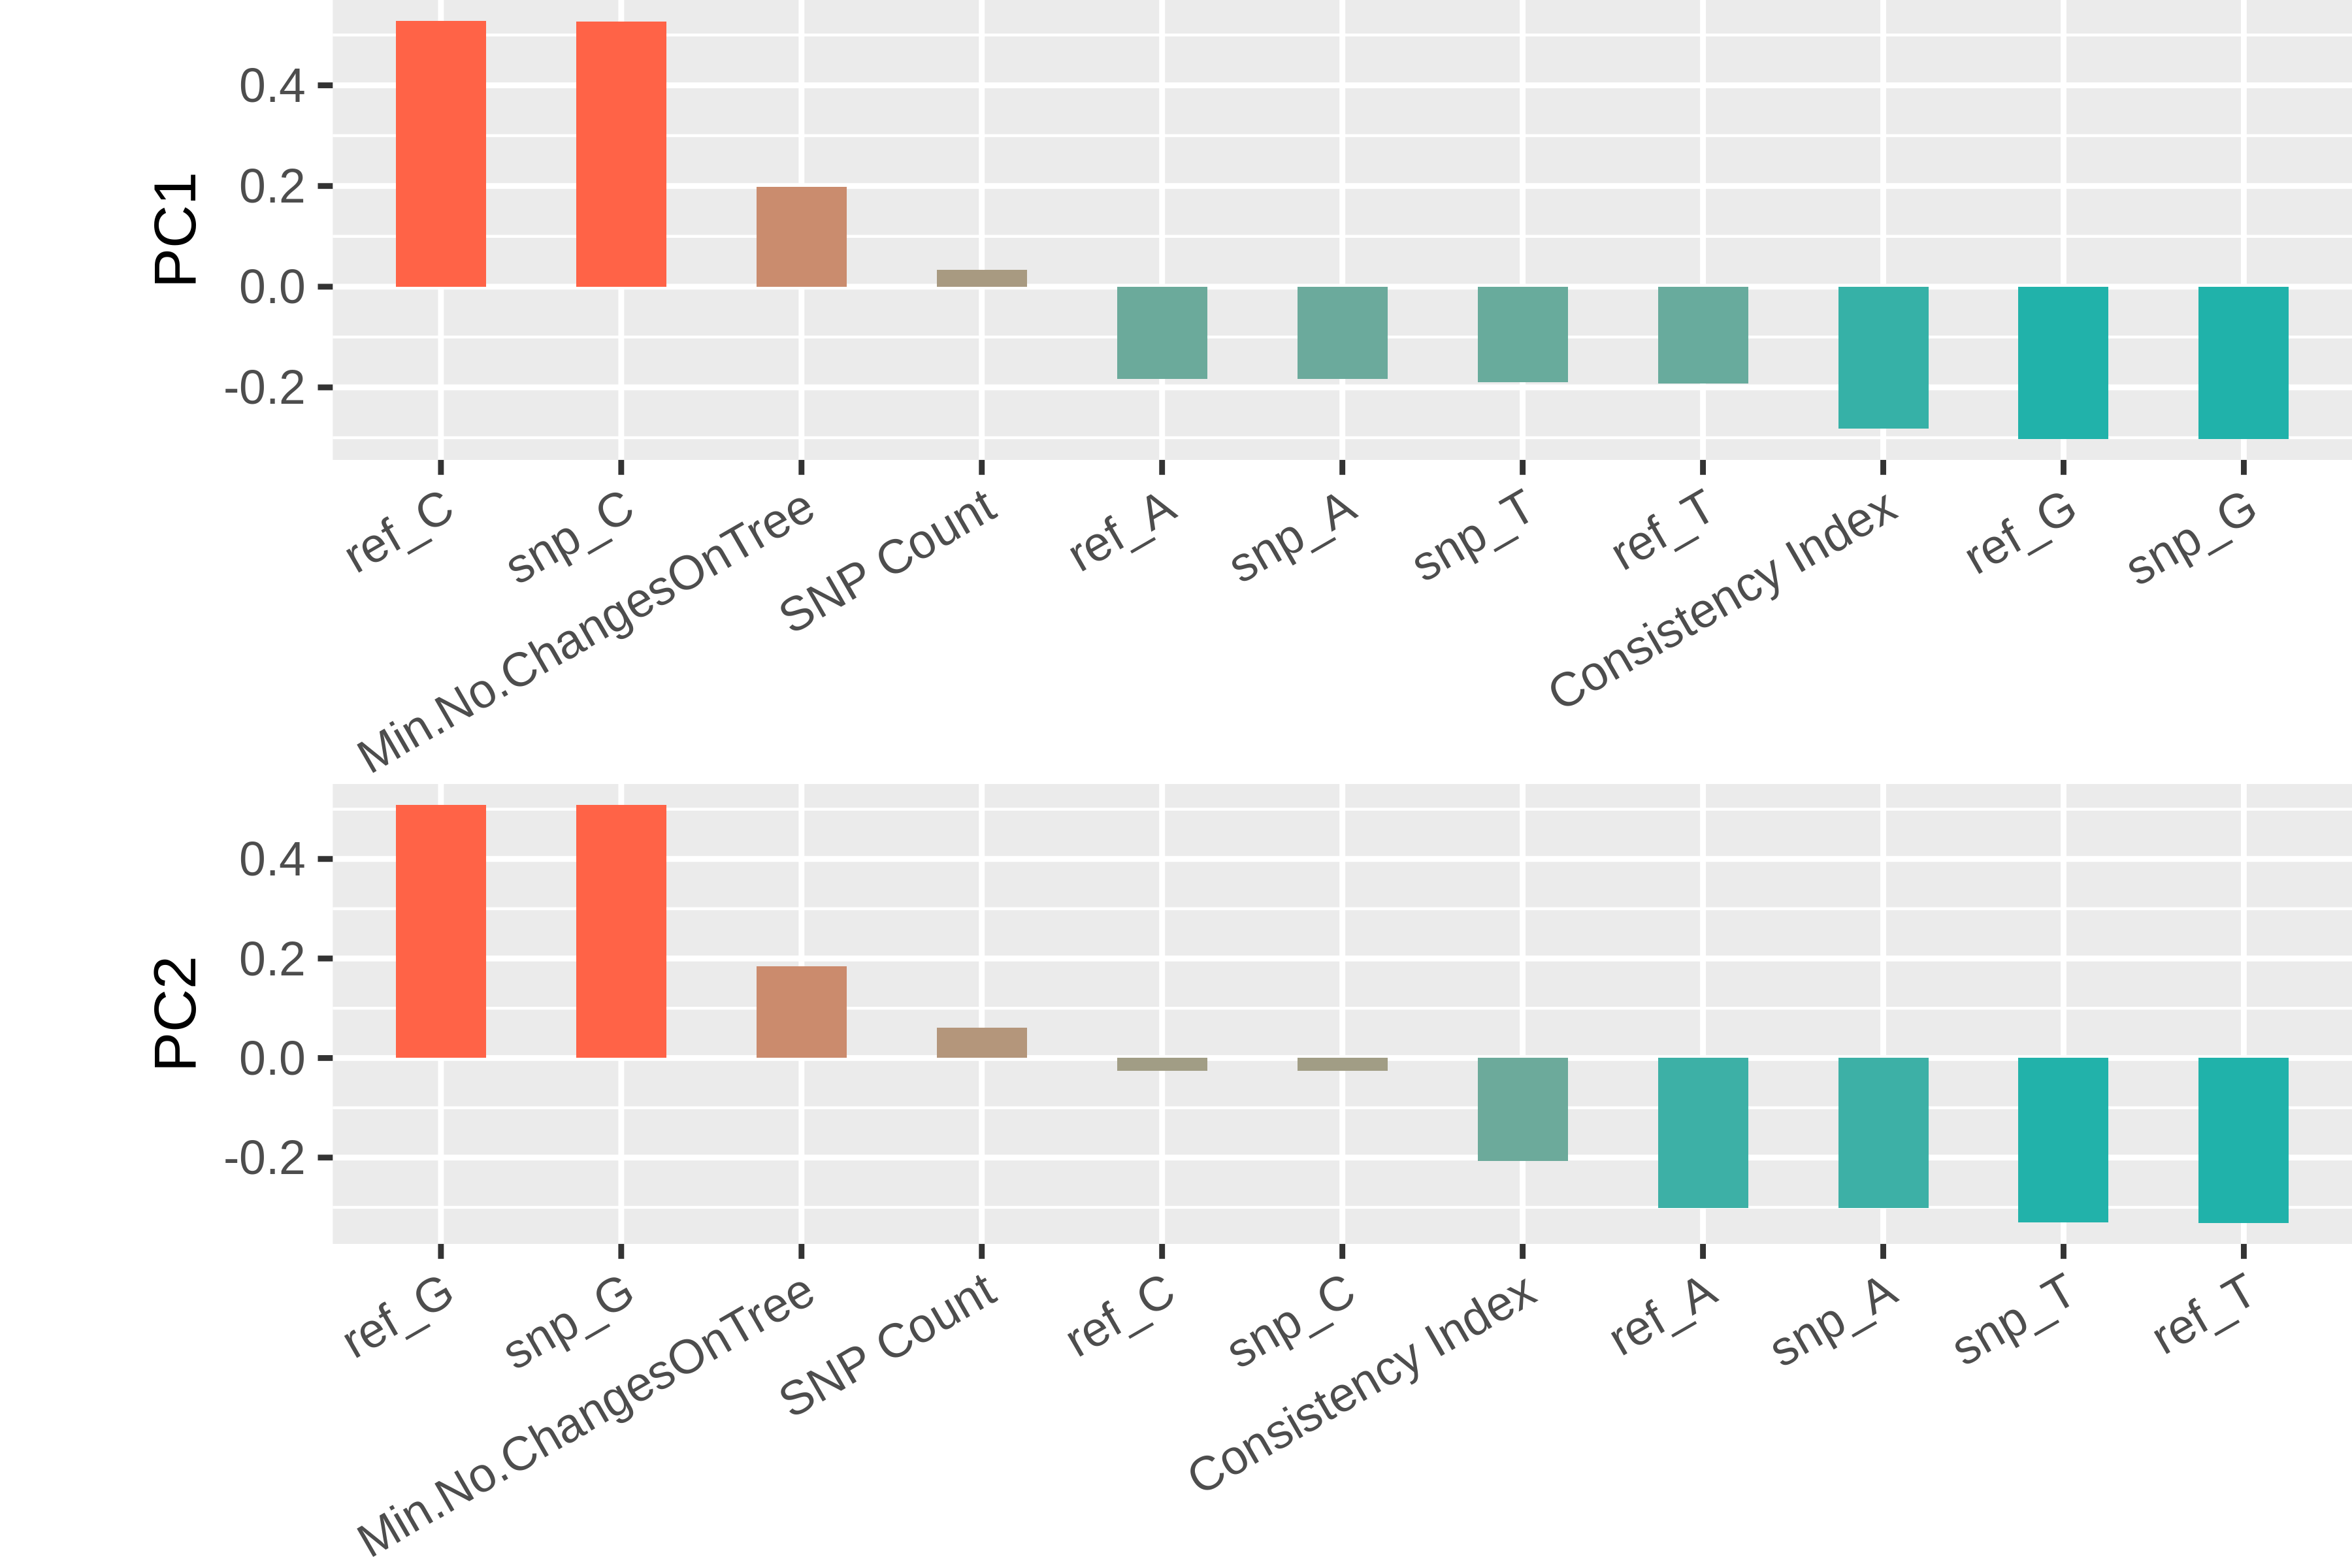 PC1
0.4
0.2
0.0
-0.2
ref_C
snp_C
Min.No.ChangesOnTree
SNP Count
ref_A
snp_A
snp_T
ref_T
Consistency Index
ref_G
snp_G
PC2
0.4
0.2
0.0
-0.2
ref_G
snp_G
Min.No.ChangesOnTree
SNP Count
ref_C
snp_C
Consistency Index
ref_A
snp_A
snp_T
ref_T